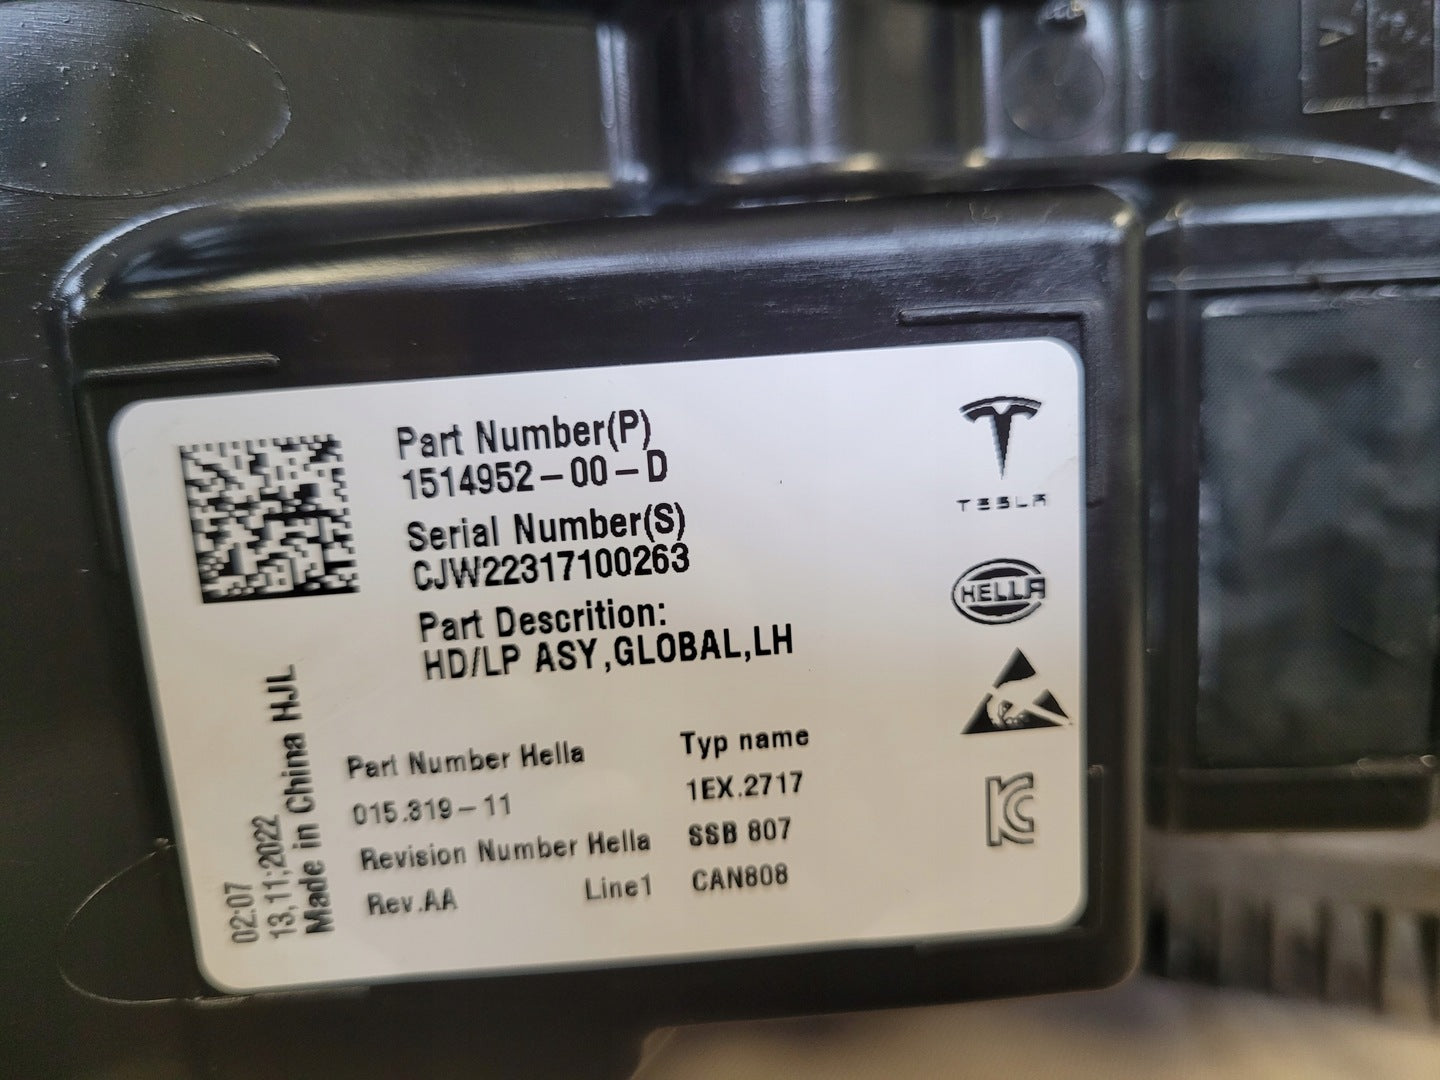 Part Number(P)
1514952-00-D
Serial Number(S)
CJW22317100263
Part Descrition:
HD/LP ASY,GLOBAL,LH
Part Number Hella
015.319-11
Revision Number Hella
Rev.AA Line1
Typ name
1EX.2717
SSB 807
CAN808
02:07
13,11;2022
Made in China HJL
TESLA
HELLA